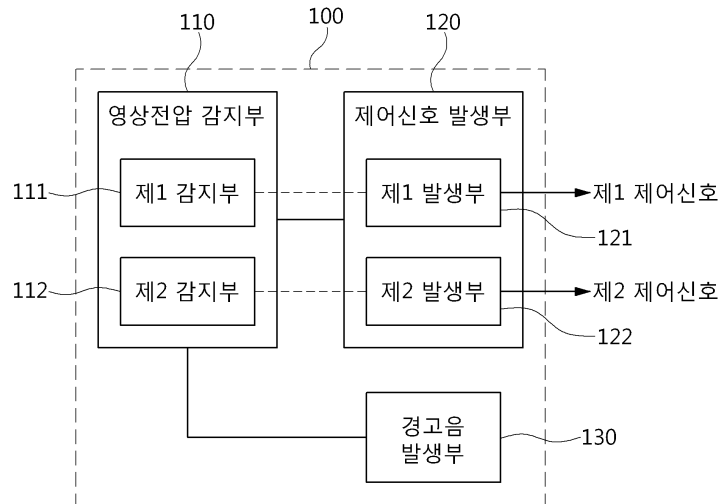 100
110
120
영상전압 감지부
제어신호 발생부
111
제1 감지부
제1 발생부
제1 제어신호
121
112
제2 감지부
제2 발생부
제2 제어신호
122
경고음
발생부
130